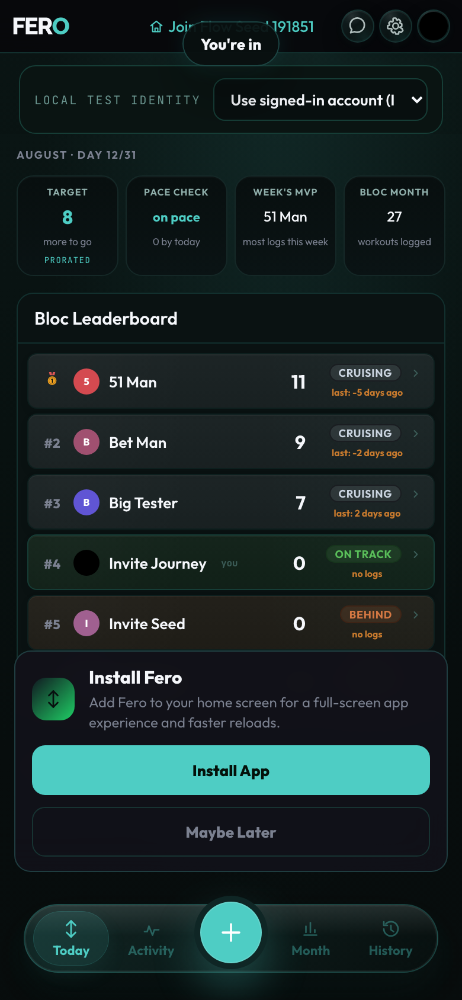 FERO
Join Flow Seed 191851
You're in
LOCAL TEST IDENTITY
Use signed-in account (I
AUGUST · DAY 12/31
TARGET
8
more to go
PRORATED
PACE CHECK
on pace
0 by today
WEEK'S MVP
51 Man
most logs this week
BLOC MONTH
27
workouts logged
Bloc Leaderboard
1
5
51 Man
11
CRUISING
last: -5 days ago
#2
B
Bet Man
9
CRUISING
last: -2 days ago
#3
B
Big Tester
7
CRUISING
last: 2 days ago
#4
Invite Journey you
0
ON TRACK
no logs
#5
I
Invite Seed
0
BEHIND
no logs
Install Fero
Add Fero to your home screen for a full-screen app
experience and faster reloads.
Install App
Maybe Later
Today
Activity
Month
History